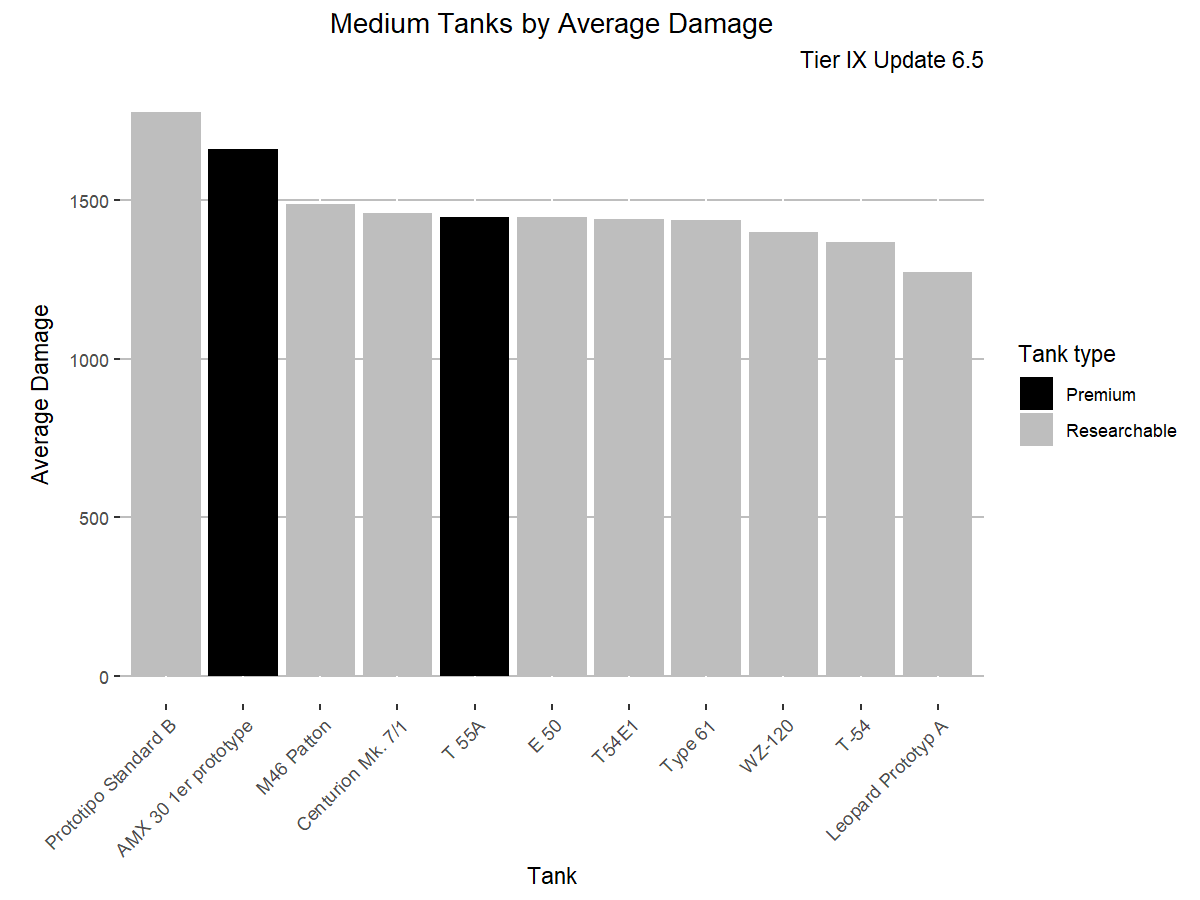 Medium Tanks by Average Damage
Tier IX Update 6.5
Average Damage
1500
1000
500
0
Prototipo Standard B
AMX 30 1er prototype
M46 Patton
Centurion Mk. 7/1
T 55A
E 50
T54E1
Type 61
WZ-120
T-54
Leopard Prototyp A
Tank
Tank type
Premium
Researchable